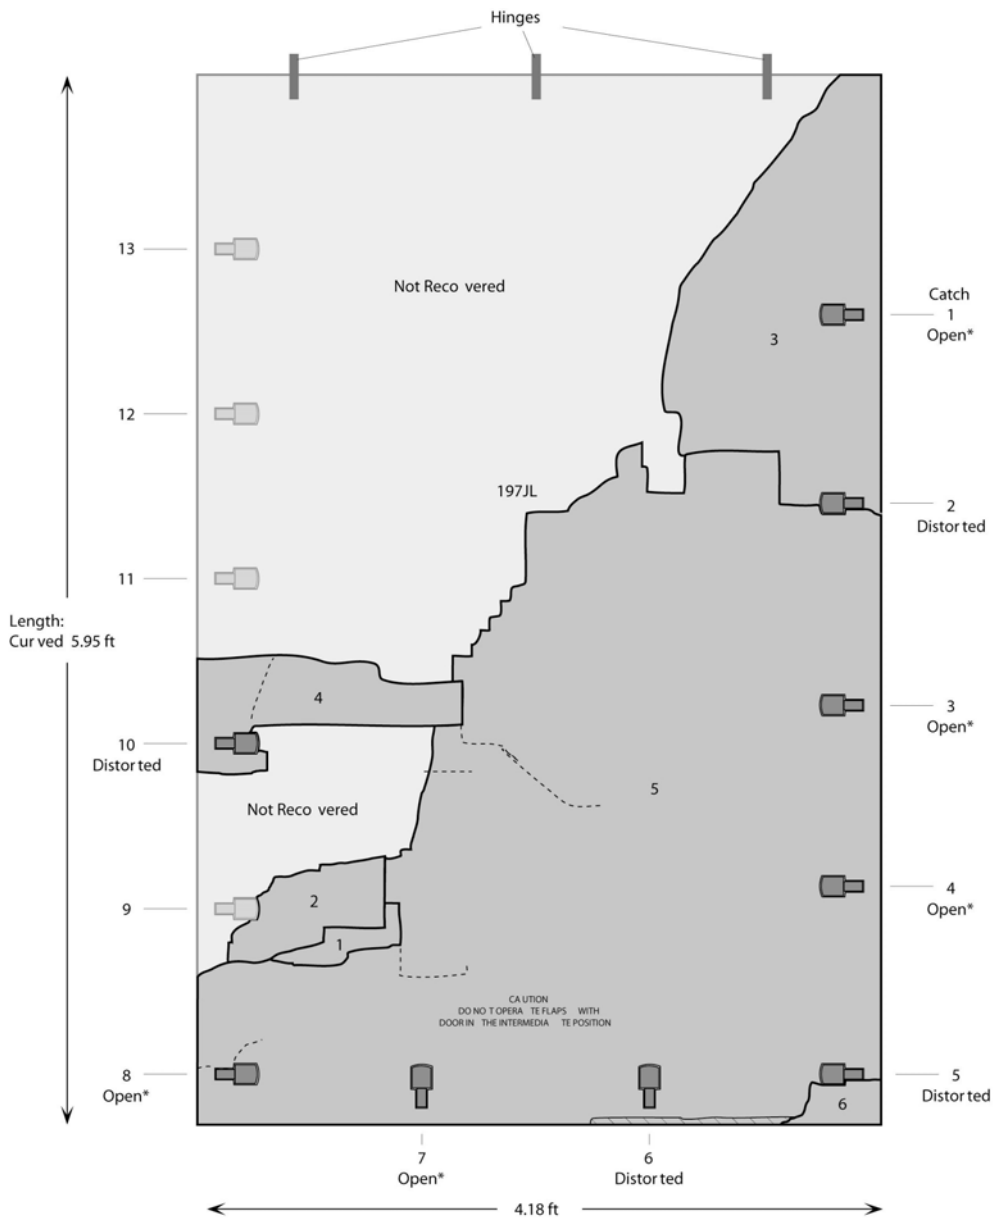 Hinges
13
Not Reco vered
Catch
1
Open*
3
12
197JL
2
Distor ted
11
Length:
Cur ved 5.95 ft
4
3
Open*
10
Distor ted
5
Not Reco vered
4
Open*
2
9
1
CA UTION
DO NO T OPERA TE FLAPS WITH
DOOR IN THE INTERMEDIA TE POSITION
8
Open*
5
Distor ted
6
7
Open*
6
Distor ted
4.18 ft